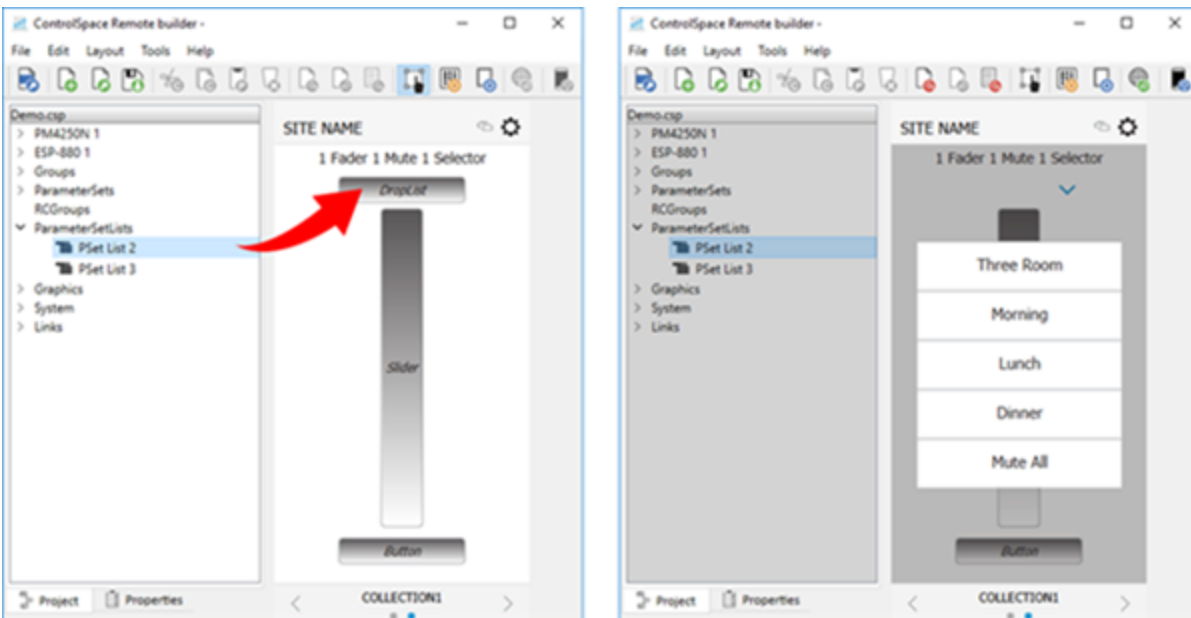 ControlSpace Remote builder -
File Edit Layout Tools Help
Demo.csp
PM4250N 1
ESP-880 1
Groups
ParameterSets
RCGroups
ParameterSetLists
PSet List 2
PSet List 3
Graphics
System
Links
Project Properties
SITE NAME
1 Fader 1 Mute 1 Selector
DropList
Slider
Button
COLLECTION1
ControlSpace Remote builder -
File Edit Layout Tools Help
Demo.csp
PM4250N 1
ESP-880 1
Groups
ParameterSets
RCGroups
ParameterSetLists
PSet List 2
PSet List 3
Graphics
System
Links
Project Properties
SITE NAME
1 Fader 1 Mute 1 Selector
Three Room
Morning
Lunch
Dinner
Mute All
Button
COLLECTION1